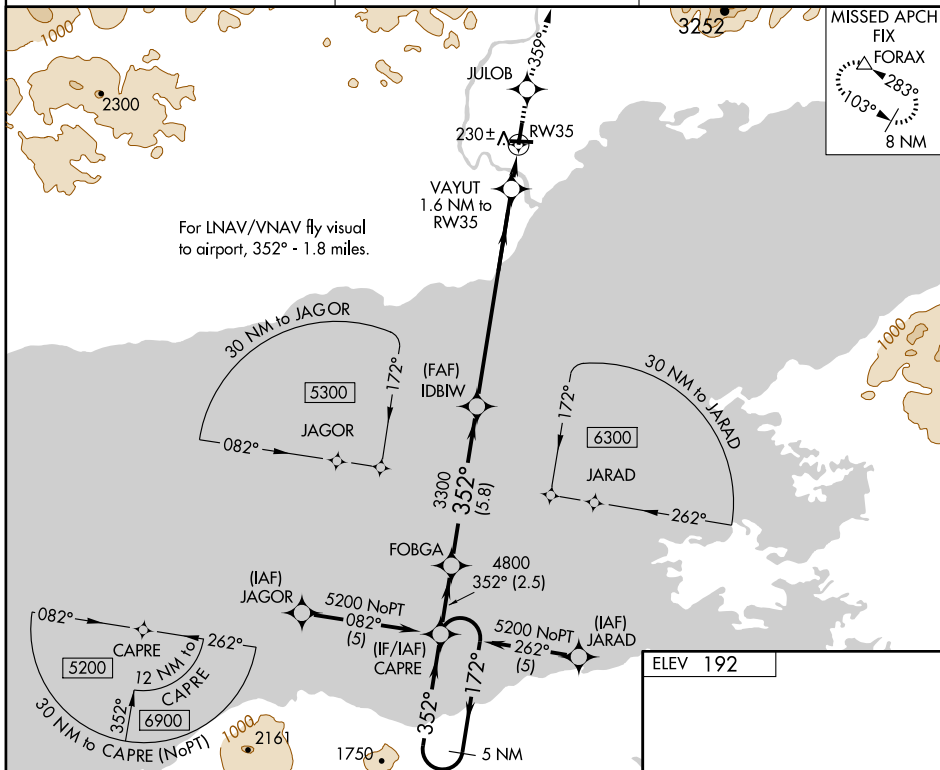 1000
3252
MISSED APCH
FIX
FORAX
283°
103°
8 NM
359°
JULOB
2300
230± RW35
VAYUT
1.6 NM to
RW35
For LNAV/VNAV fly visual
to airport, 352° - 1.8 miles.
30 NM to JAGOR
172°
5300
JAGOR
082°
(FAF)
IDBIW
1000
30 NM to JARAD
172°
6300
JARAD
262°
3300
352°
(5.8)
FOBGA
4800
352° (2.5)
(IAF)
JAGOR
5200 NoPT
082°
(5)
(IF/IAF)
CAPRE
5200 NoPT
262°
(5)
(IAF)
JARAD
082°
CAPRE
262°
5200
12 NM to
CAPRE
352°
6900
30 NM to CAPRE (NoPT)
352°
172°
5 NM
1000
2161
1750
ELEV 192